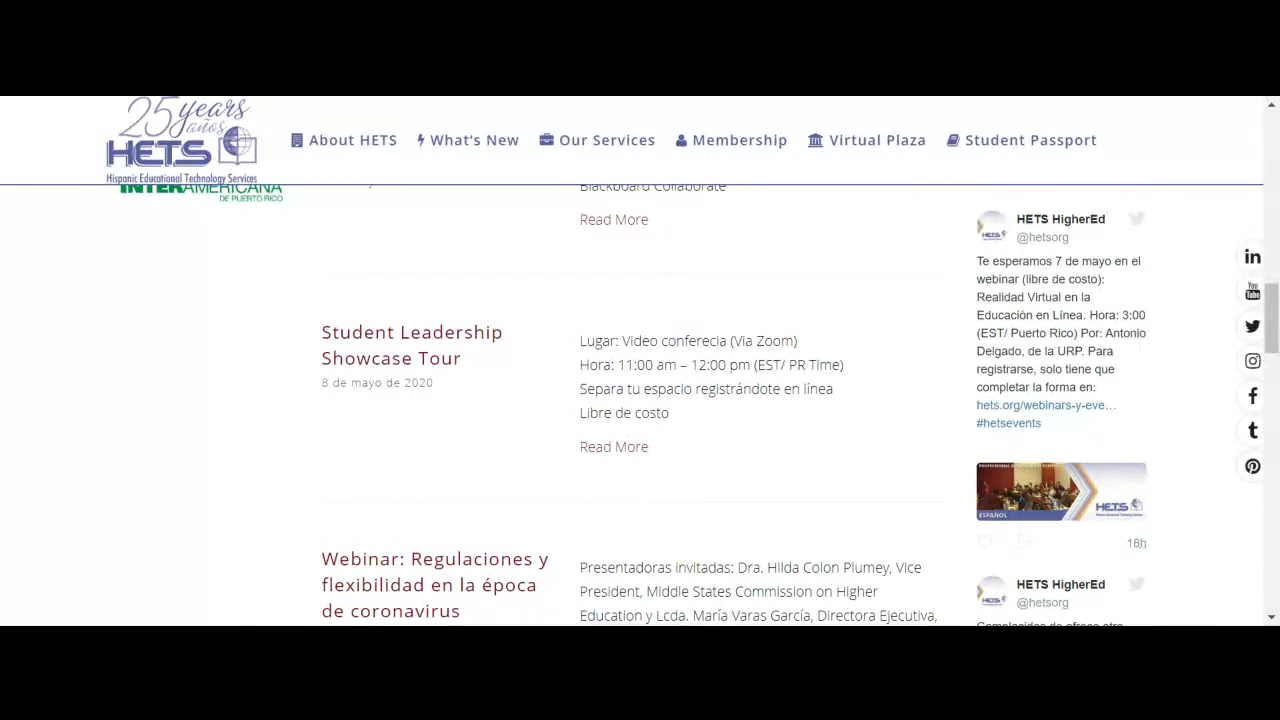 25 years
años
HETS
Hispanic Educational Technology Services
About HETS
What's New
Our Services
Membership
Virtual Plaza
Student Passport
INTERAMERICANA
DE PUERTO RICO
Blackboard Collaborate
Read More
Student Leadership
Showcase Tour
8 de mayo de 2020
Lugar: Video conferecia (Via Zoom)
Hora: 11:00 am – 12:00 pm (EST/ PR Time)
Separa tu espacio registrándote en línea
Libre de costo
Read More
Webinar: Regulaciones y
flexibilidad en la época
de coronavirus
Presentadoras invitadas: Dra. Hilda Colon Plumey, Vice
President, Middle States Commission on Higher
Education y Lcda. María Varas García, Directora Ejecutiva,
HETS HigherEd
@hetsorg
Te esperamos 7 de mayo en el
webinar (libre de costo):
Realidad Virtual en la
Educación en Línea. Hora: 3:00
(EST/ Puerto Rico) Por: Antonio
Delgado, de la URP. Para
registrarse, solo tiene que
completar la forma en:
hets.org/webinars-y-eve…
#hetsevents
ESPAÑOL
HETS
18h
HETS HigherEd
@hetsorg
in
You
Tube
f
t